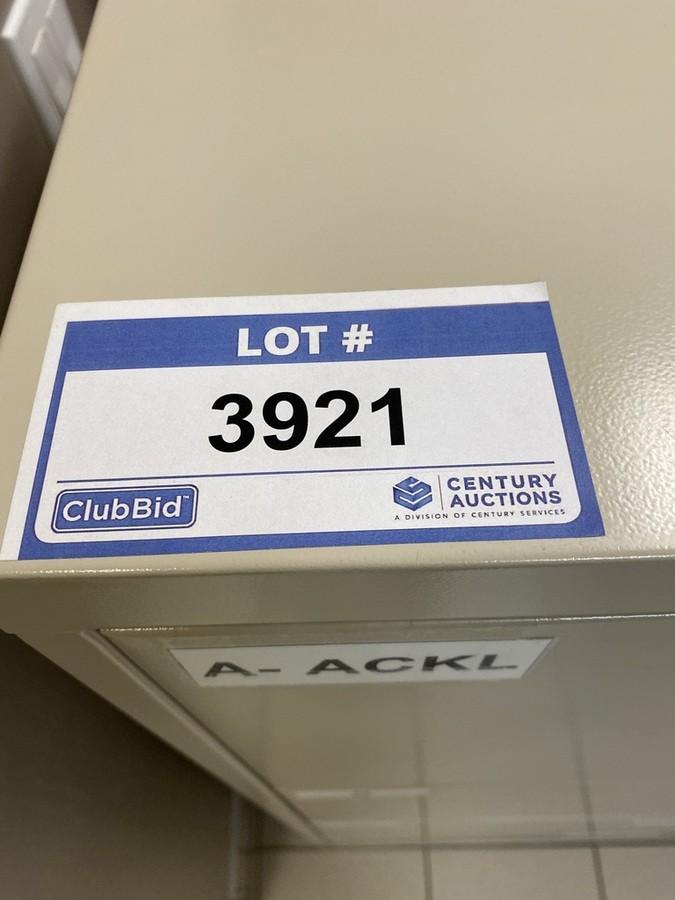 LOT #
3921
ClubBid™
CENTURY
AUCTIONS
A DIVISION OF CENTURY SERVICES
A- ACKL